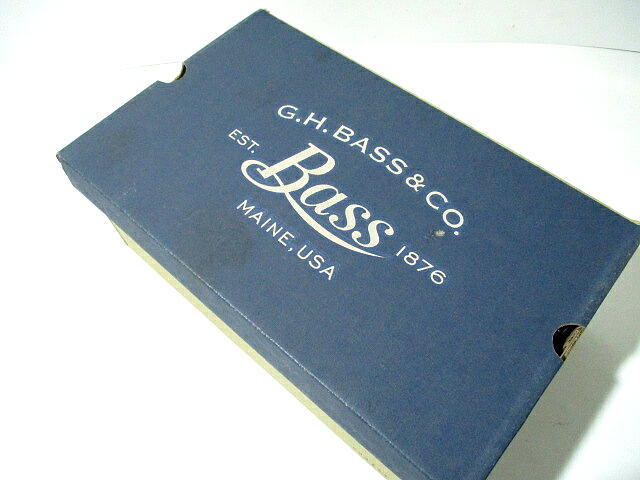 G.H. BASS & CO.
EST. Bass 1876
MAINE, USA